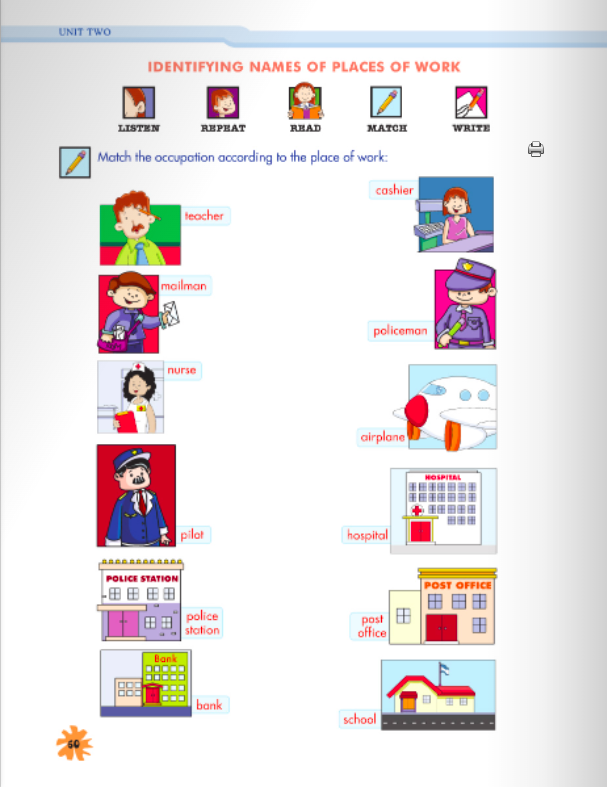 UNIT TWO
IDENTIFYING NAMES OF PLACES OF WORK
LISTEN
REPEAT
READ
MATCH
WRITE
Match the occupation according to the place of work:
teacher
cashier
mailman
policeman
nurse
airplane
pilot
HOSPITAL
hospital
POLICE STATION
police
station
POST OFFICE
post
office
Bank
bank
school
60